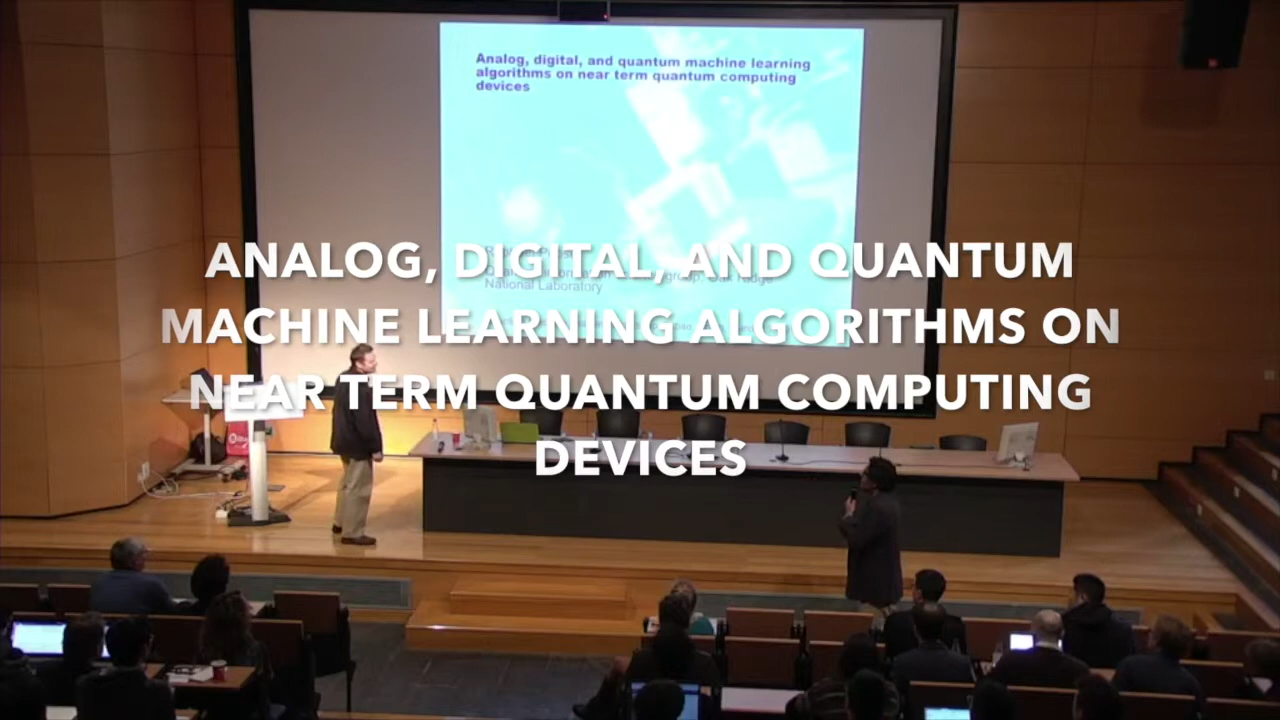 Analog, digital, and quantum machine learning
algorithms on near term quantum computing
devices
National Laboratory
ANALOG, DIGITAL, AND QUANTUM
MACHINE LEARNING ALGORITHMS ON
NEAR TERM QUANTUM COMPUTING
DEVICES